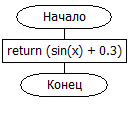 Начало
return (sin(x) + 0.3)
Конец